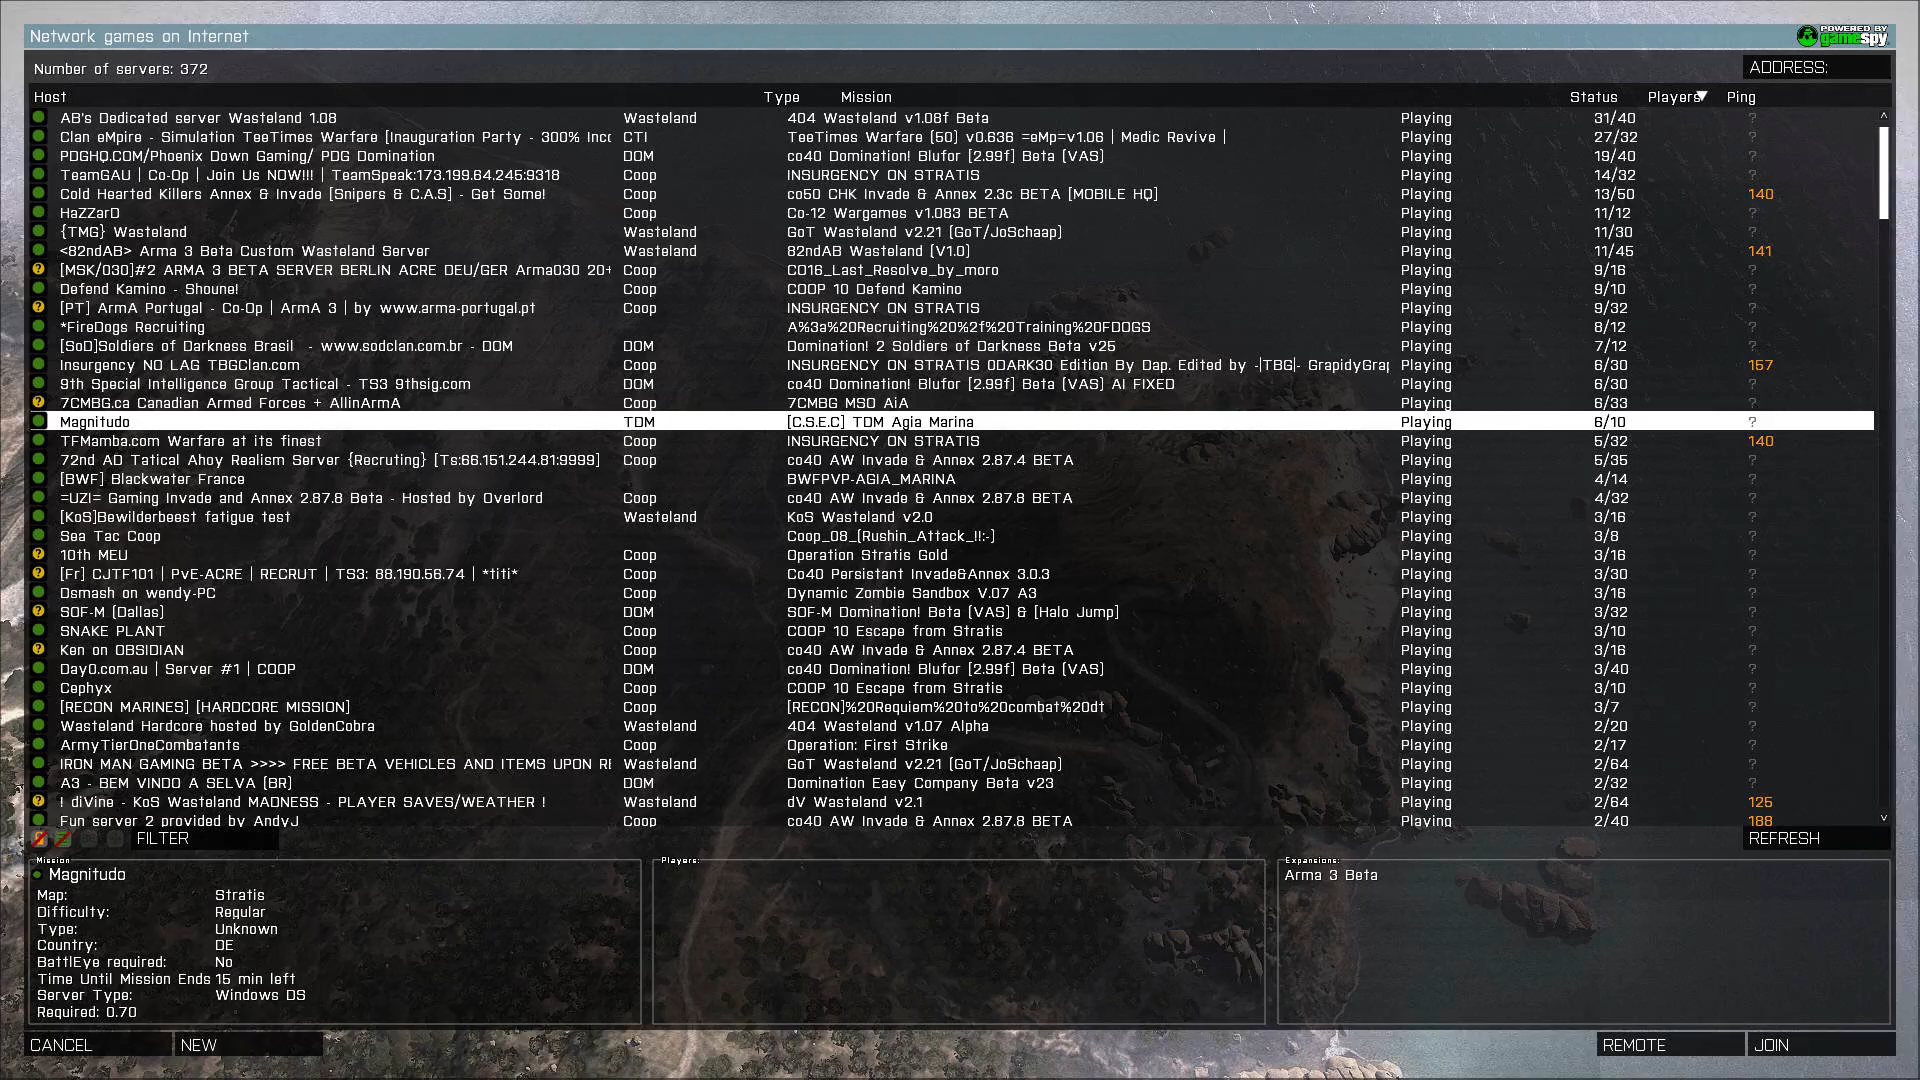 Network games on Internet
POWERED BY
gamespy
Number of servers: 372
ADDRESS:
Host Type Mission Status Players Ping
AB's Dedicated server Wasteland 1.08 Wasteland 404 Wasteland v1.08f Beta Playing 31/40 ?
Clan eMpire - Simulation TeeTimes Warfare [Inauguration Party - 300% Inco CTI TeeTimes Warfare (50) v0.636 =eMp=v1.06 | Medic Revive | Playing 27/32 ?
PDGHQ.COM/Phoenix Down Gaming/ PDG Domination DOM co40 Domination! Blufor [2.99f] Beta (VAS) Playing 19/40 ?
TeamGAU | Co-Op | Join Us NOW!!! | TeamSpeak:173.199.64.245:9318 Coop INSURGENCY ON STRATIS Playing 14/32 ?
Cold Hearted Killers Annex & Invade [Snipers & C.A.S] - Get Some! Coop co50 CHK Invade & Annex 2.3c BETA [MOBILE HQ] Playing 13/50 140
HaZZarD Coop Co-12 Wargames v1.083 BETA Playing 11/12 ?
{TMG} Wasteland Wasteland GoT Wasteland v2.21 (GoT/JoSchaap) Playing 11/30 ?
<82ndAB> Arma 3 Beta Custom Wasteland Server Wasteland 82ndAB Wasteland (V1.0) Playing 11/45 141
[MSK/030]#2 ARMA 3 BETA SERVER BERLIN ACRE DEU/GER Arma030 20+ Coop CO16_Last_Resolve_by_moro Playing 9/16 ?
Defend Kamino - Shoune! Coop COOP 10 Defend Kamino Playing 9/10 ?
[PT] ArmA Portugal - Co-Op | ArmA 3 | by www.arma-portugal.pt Coop INSURGENCY ON STRATIS Playing 9/32 ?
*FireDogs Recruiting A%3a%20Recruiting%20%2f%20Training%20FDOGS Playing 8/12 ?
[SoD]Soldiers of Darkness Brasil - www.sodclan.com.br - DOM DOM Domination! 2 Soldiers of Darkness Beta v25 Playing 7/12 ?
Insurgency NO LAG TBGClan.com Coop INSURGENCY ON STRATIS 0DARK30 Edition By Dap. Edited by -|TBG|- GrapidyGrap Playing 6/30 157
9th Special Intelligence Group Tactical - TS3 9thsig.com DOM co40 Domination! Blufor [2.99f] Beta (VAS) AI FIXED Playing 6/30 ?
7CMBG.ca Canadian Armed Forces + AllinArmA Coop 7CMBG MSO AiA Playing 6/33 ?
Magnitudo TDM [C.S.E.C] TDM Agia Marina Playing 6/10 ?
TFMamba.com Warfare at its finest Coop INSURGENCY ON STRATIS Playing 5/32 140
72nd AD Tatical Ahoy Realism Server {Recruting} [Ts:66.151.244.81:9999] Coop co40 AW Invade & Annex 2.87.4 BETA Playing 5/35 ?
[BWF] Blackwater France BWFPVP-AGIA_MARINA Playing 4/14 ?
=UZI= Gaming Invade and Annex 2.87.8 Beta - Hosted by Overlord Coop co40 AW Invade & Annex 2.87.8 BETA Playing 4/32 ?
[KoS]Bewilderbeest fatigue test Wasteland KoS Wasteland v2.0 Playing 3/16 ?
Sea Tac Coop Coop_08_(Rushin_Attack_!!:-) Playing 3/8 ?
10th MEU Coop Operation Stratis Gold Playing 3/16 ?
[Fr] CJTF101 | PvE-ACRE | RECRUT | TS3: 88.190.56.74 | *titi* Coop Co40 Persistant Invade&Annex 3.0.3 Playing 3/30 ?
Dsmash on wendy-PC Coop Dynamic Zombie Sandbox V.07 A3 Playing 3/16 ?
SOF-M (Dallas) DOM SOF-M Domination! Beta (VAS) & [Halo Jump] Playing 3/32 ?
SNAKE PLANT Coop COOP 10 Escape from Stratis Playing 3/10 ?
Ken on OBSIDIAN Coop co40 AW Invade & Annex 2.87.4 BETA Playing 3/16 ?
Day0.com.au | Server #1 | COOP DOM co40 Domination! Blufor [2.99f] Beta (VAS) Playing 3/40 ?
Cephyx Coop COOP 10 Escape from Stratis Playing 3/10 ?
[RECON MARINES] [HARDCORE MISSION] Coop [RECON]%20Requiem%20to%20combat%20dt Playing 3/7 ?
Wasteland Hardcore hosted by GoldenCobra Wasteland 404 Wasteland v1.07 Alpha Playing 2/20 ?
ArmyTierOneCombatants Coop Operation: First Strike Playing 2/17 ?
IRON MAN GAMING BETA >>>> FREE BETA VEHICLES AND ITEMS UPON RE Wasteland GoT Wasteland v2.21 (GoT/JoSchaap) Playing 2/64 ?
A3 - BEM VINDO A SELVA (BR) DOM Domination Easy Company Beta v23 Playing 2/32 ?
! diVine - KoS Wasteland MADNESS - PLAYER SAVES/WEATHER ! Wasteland dV Wasteland v2.1 Playing 2/64 125
Fun server 2 provided by AndyJ Coop co40 AW Invade & Annex 2.87.8 BETA Playing 2/40 188
FILTER
REFRESH
Mission
Magnitudo
Map: Stratis
Difficulty: Regular
Type: Unknown
Country: DE
BattlEye required: No
Time Until Mission Ends 15 min left
Server Type: Windows DS
Required: 0.70
Players:
Expansions:
Arma 3 Beta
CANCEL
NEW
REMOTE
JOIN